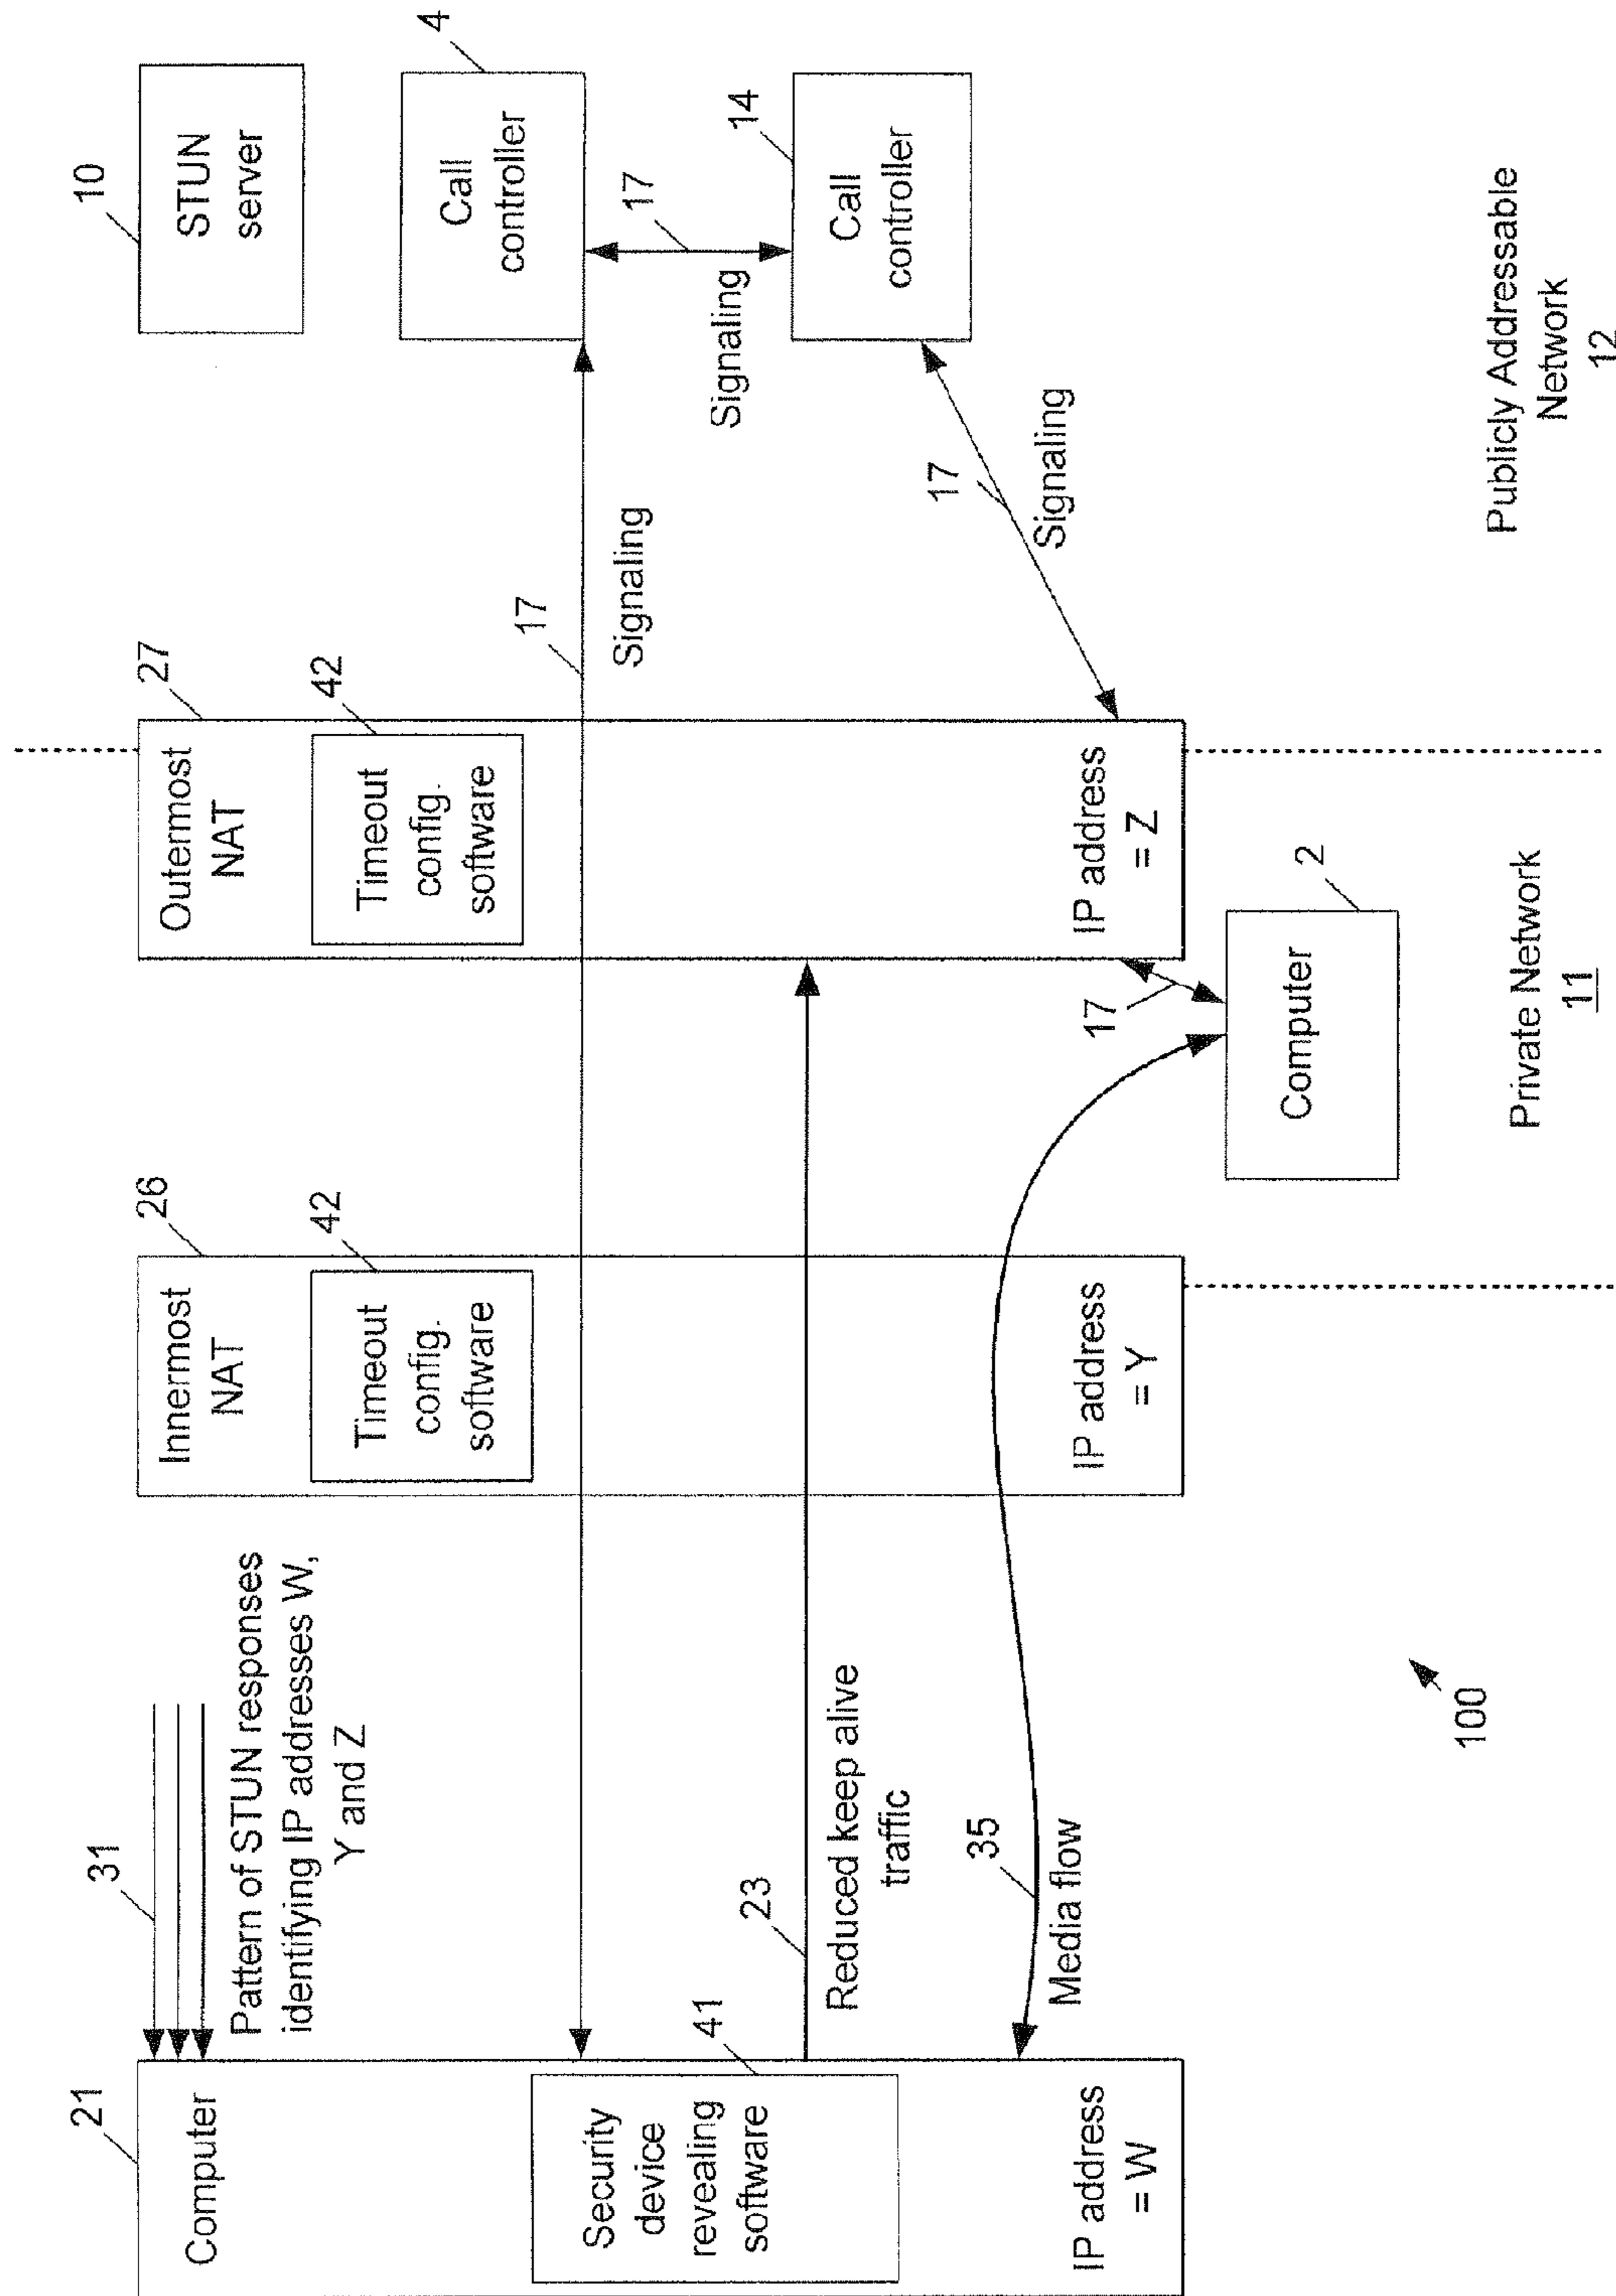 21
Computer
Security
device
revealing
software
41
IP address
= W
31
Pattern of STUN responses
identifying IP addresses W,
Y and Z
23
Reduced keep alive
traffic
35
Media flow
100
26
Innermost
NAT
42
Timeout
config.
software
IP address
= Y
27
Outermost
NAT
42
Timeout
config.
software
IP address
= Z
17
Computer
2
Private Network
11
17
Signaling
10
STUN
server
4
Call
controller
17
Signaling
14
Call
controller
17
Signaling
Publicly Addressable
Network
12